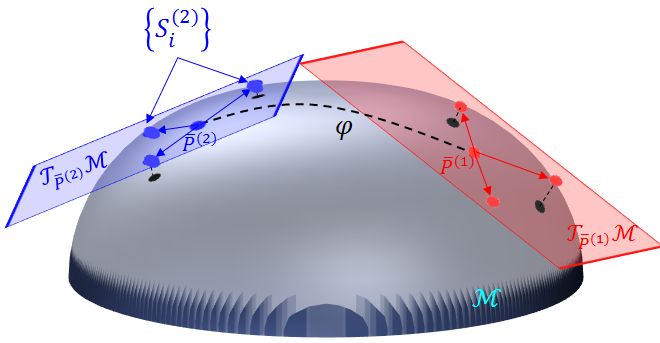 {S_i^{(2)}}
φ
P̄^{(2)}
P̄^{(1)}
𝒯_{P̄^{(2)}}ℳ
𝒯_{P̄^{(1)}}ℳ
ℳ